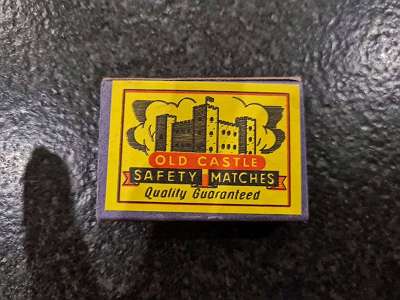 OLD CASTLE
SAFETY MATCHES
Quality Guaranteed